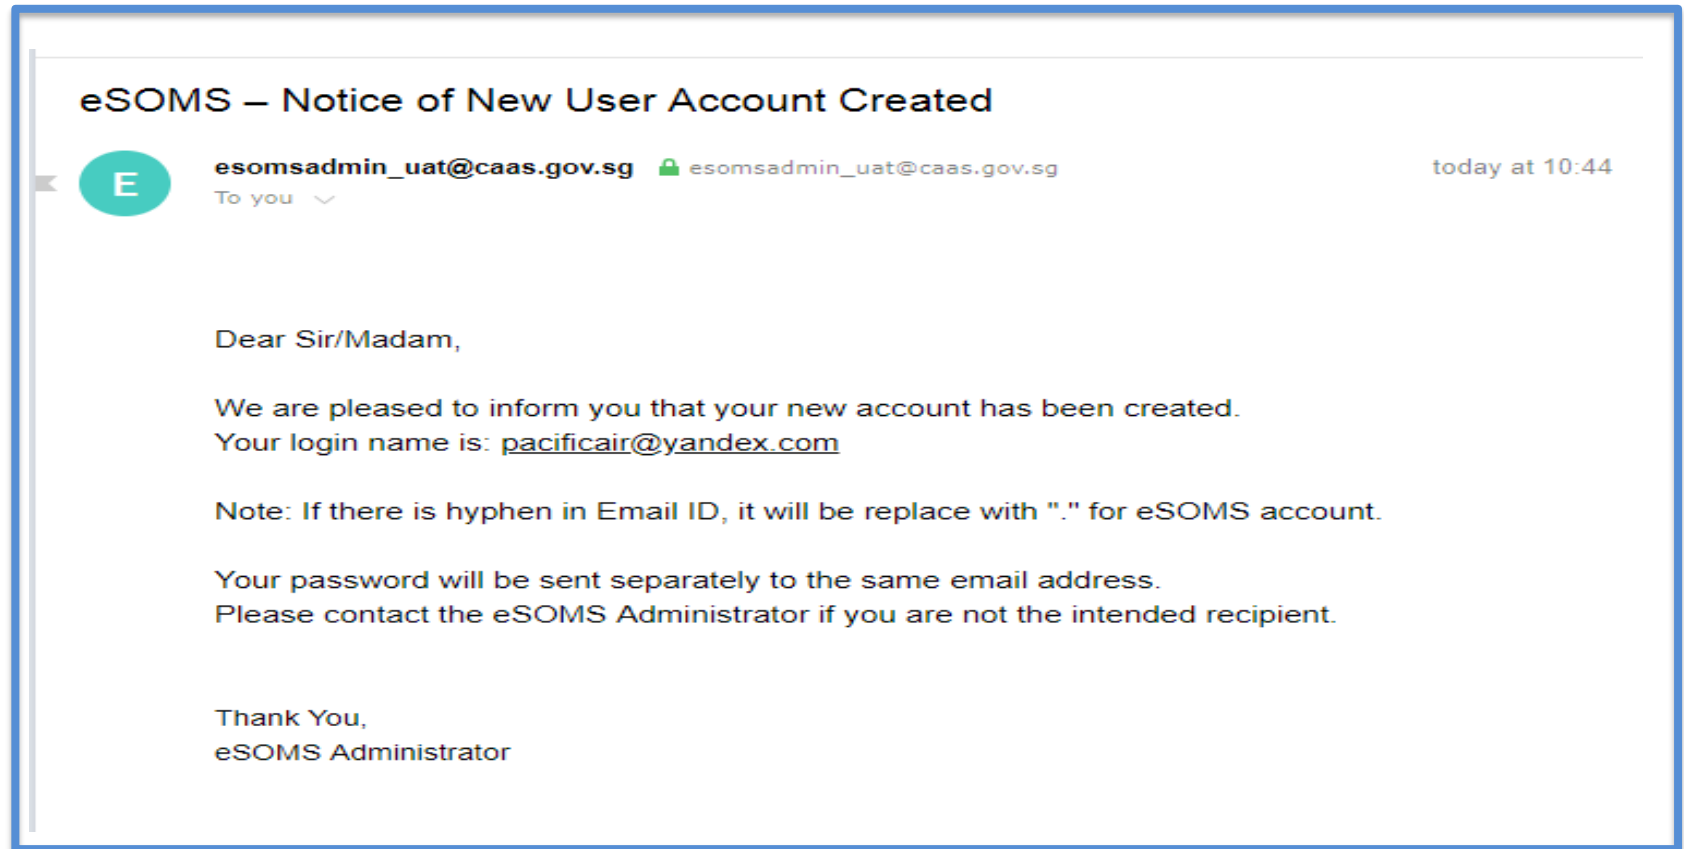 eSOMS – Notice of New User Account Created
E
esomsadmin_uat@caas.gov.sg esomsadmin_uat@caas.gov.sg today at 10:44
To you
Dear Sir/Madam,
We are pleased to inform you that your new account has been created.
Your login name is: pacificair@yandex.com
Note: If there is hyphen in Email ID, it will be replace with "." for eSOMS account.
Your password will be sent separately to the same email address.
Please contact the eSOMS Administrator if you are not the intended recipient.
Thank You,
eSOMS Administrator